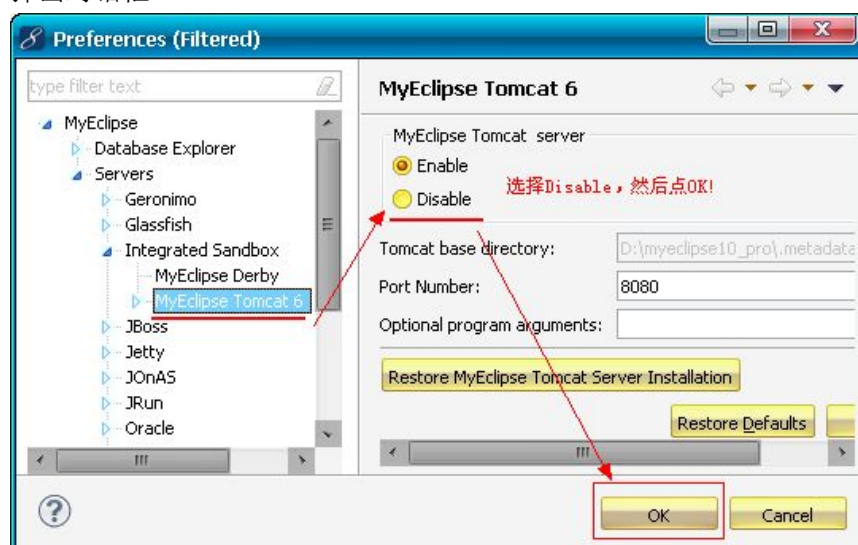 Preferences (Filtered)
type filter text
MyEclipse
Database Explorer
Servers
Geronimo
Glassfish
Integrated Sandbox
MyEclipse Derby
MyEclipse Tomcat 6
JBoss
Jetty
JOnAS
JRun
Oracle
MyEclipse Tomcat 6
MyEclipse Tomcat server
Enable
Disable
选择Disable，然后点OK!
Tomcat base directory:
D:\myeclipse10_pro\.metadata
Port Number:
8080
Optional program arguments:
Restore MyEclipse Tomcat Server Installation
Restore Defaults
OK
Cancel